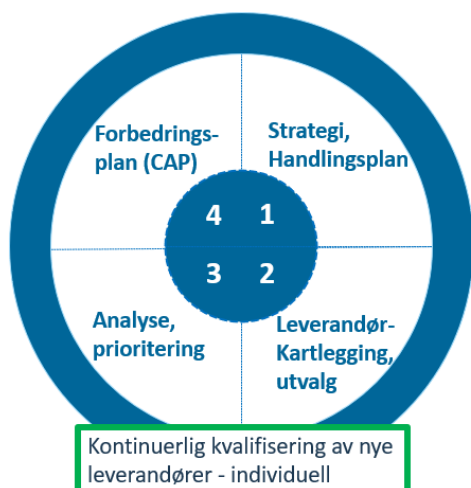 Forbedrings-
plan (CAP)
Strategi,
Handlingsplan
4 1
3 2
Analyse,
prioritering
Leverandør-
Kartlegging,
utvalg
Kontinuerlig kvalifisering av nye
leverandører - individuell